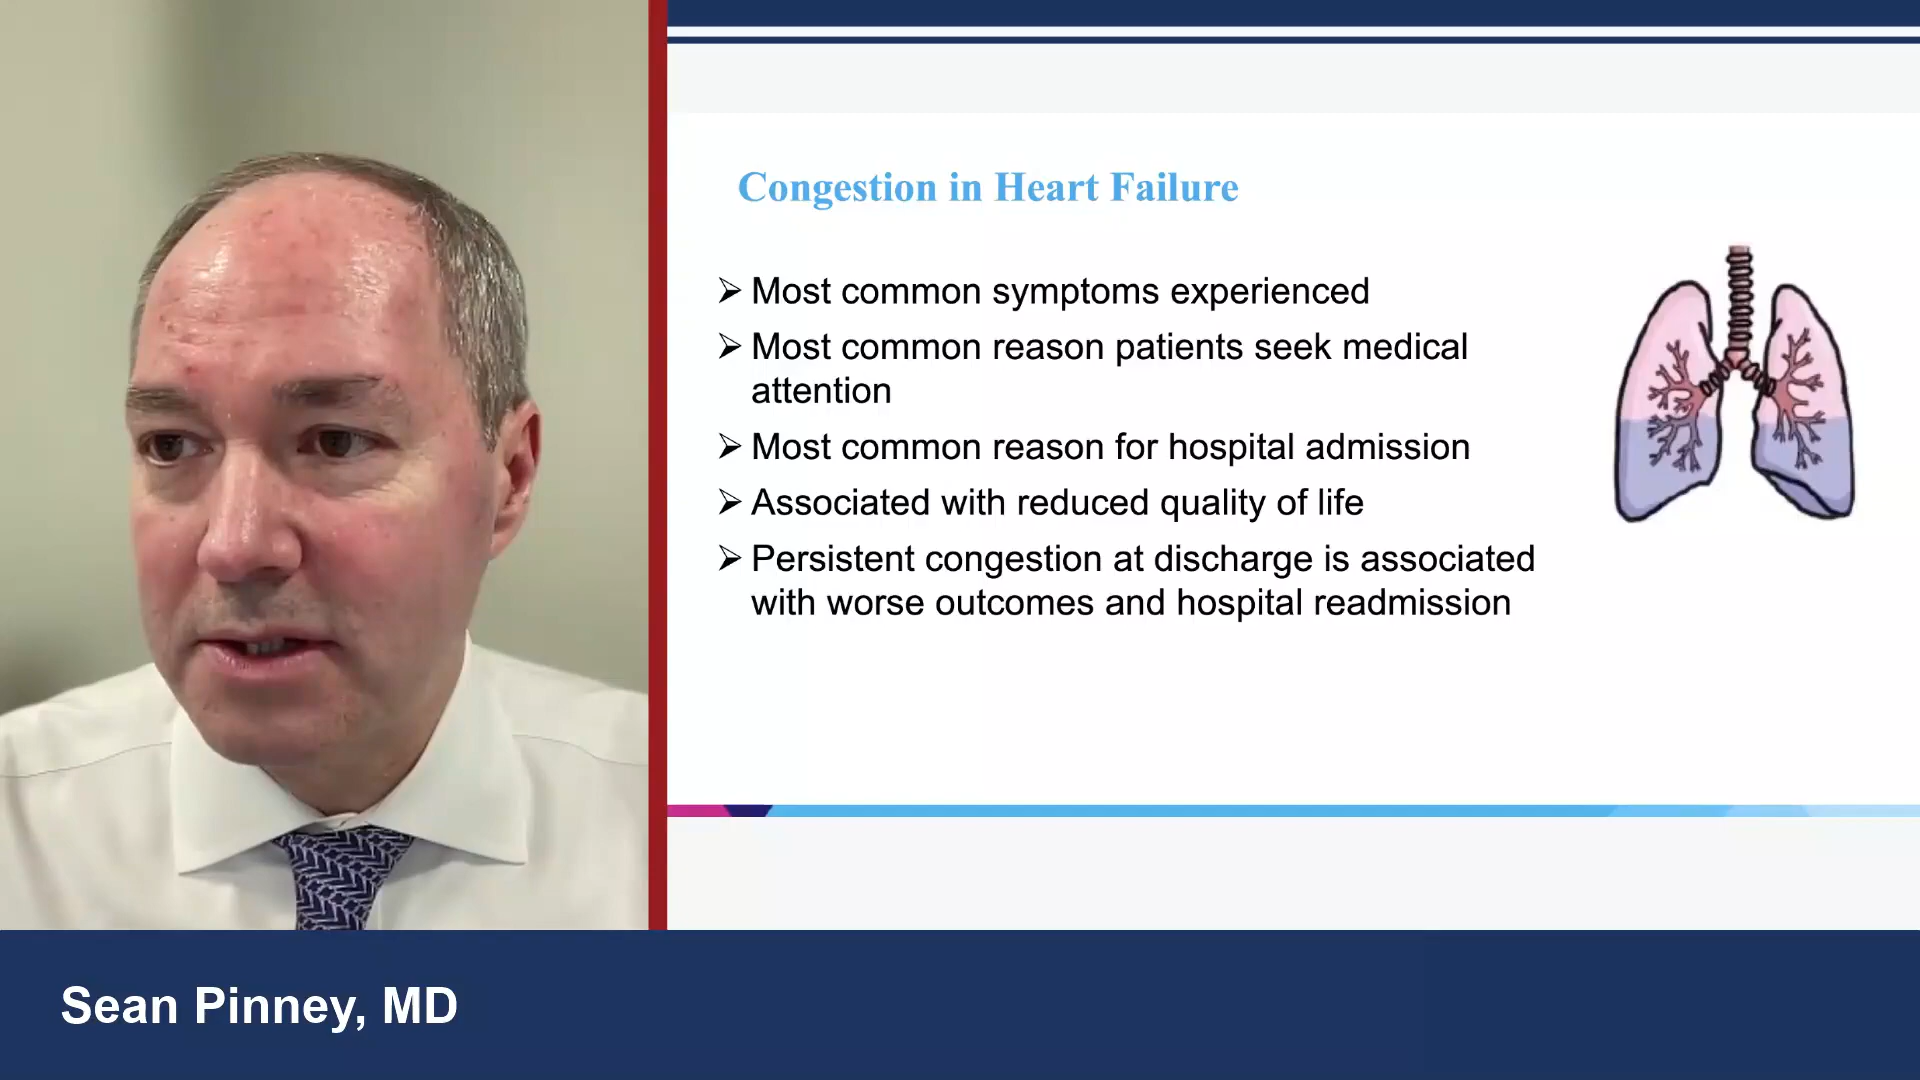 Congestion in Heart Failure
➢ Most common symptoms experienced
➢ Most common reason patients seek medical
attention
➢ Most common reason for hospital admission
➢ Associated with reduced quality of life
➢ Persistent congestion at discharge is associated
with worse outcomes and hospital readmission
Sean Pinney, MD